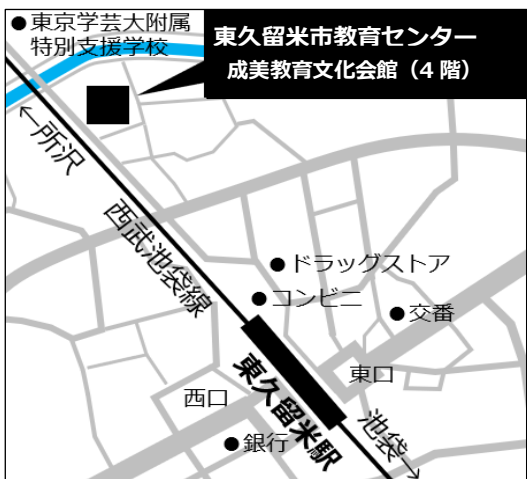 ●東京学芸大附属
特別支援学校
東久留米市教育センター
成美教育文化会館（4階）
←所沢
西武池袋線
●ドラッグストア
●コンビニ
●交番
東口
西口
東久留米駅
池袋→
●銀行